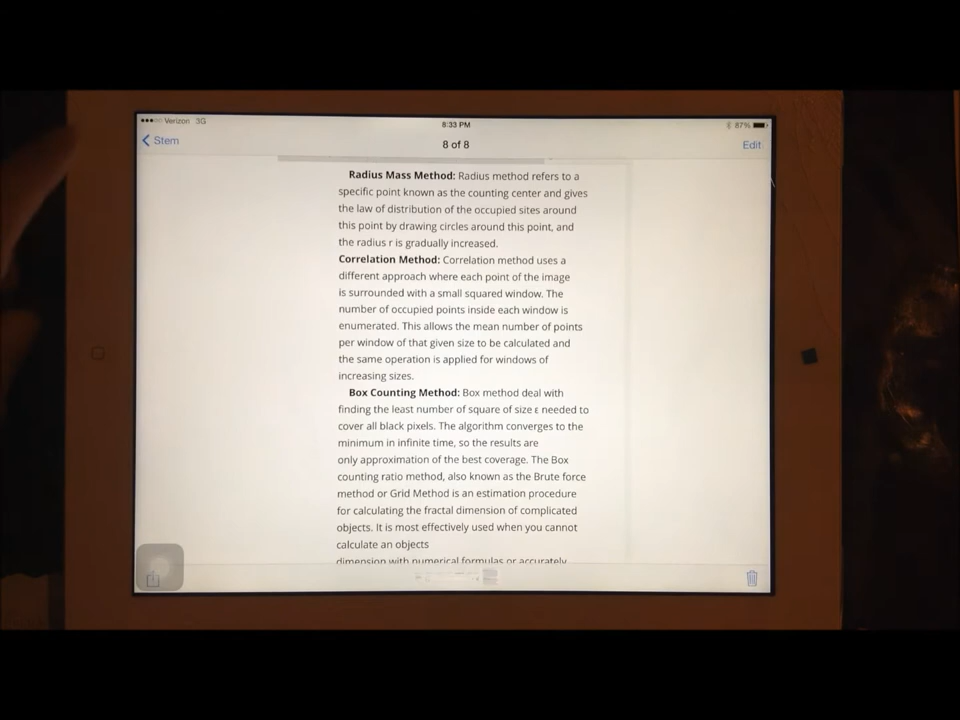 Verizon 3G
8:33 PM
87%
Stem
8 of 8
Edit
Radius Mass Method: Radius method refers to a
specific point known as the counting center and gives
the law of distribution of the occupied sites around
this point by drawing circles around this point, and
the radius r is gradually increased.
Correlation Method: Correlation method uses a
different approach where each point of the image
is surrounded with a small squared window. The
number of occupied points inside each window is
enumerated. This allows the mean number of points
per window of that given size to be calculated and
the same operation is applied for windows of
increasing sizes.
Box Counting Method: Box method deal with
finding the least number of square of size ε needed to
cover all black pixels. The algorithm converges to the
minimum in infinite time, so the results are
only approximation of the best coverage. The Box
counting ratio method, also known as the Brute force
method or Grid Method is an estimation procedure
for calculating the fractal dimension of complicated
objects. It is most effectively used when you cannot
calculate an objects
dimension with numerical formulas or accurately